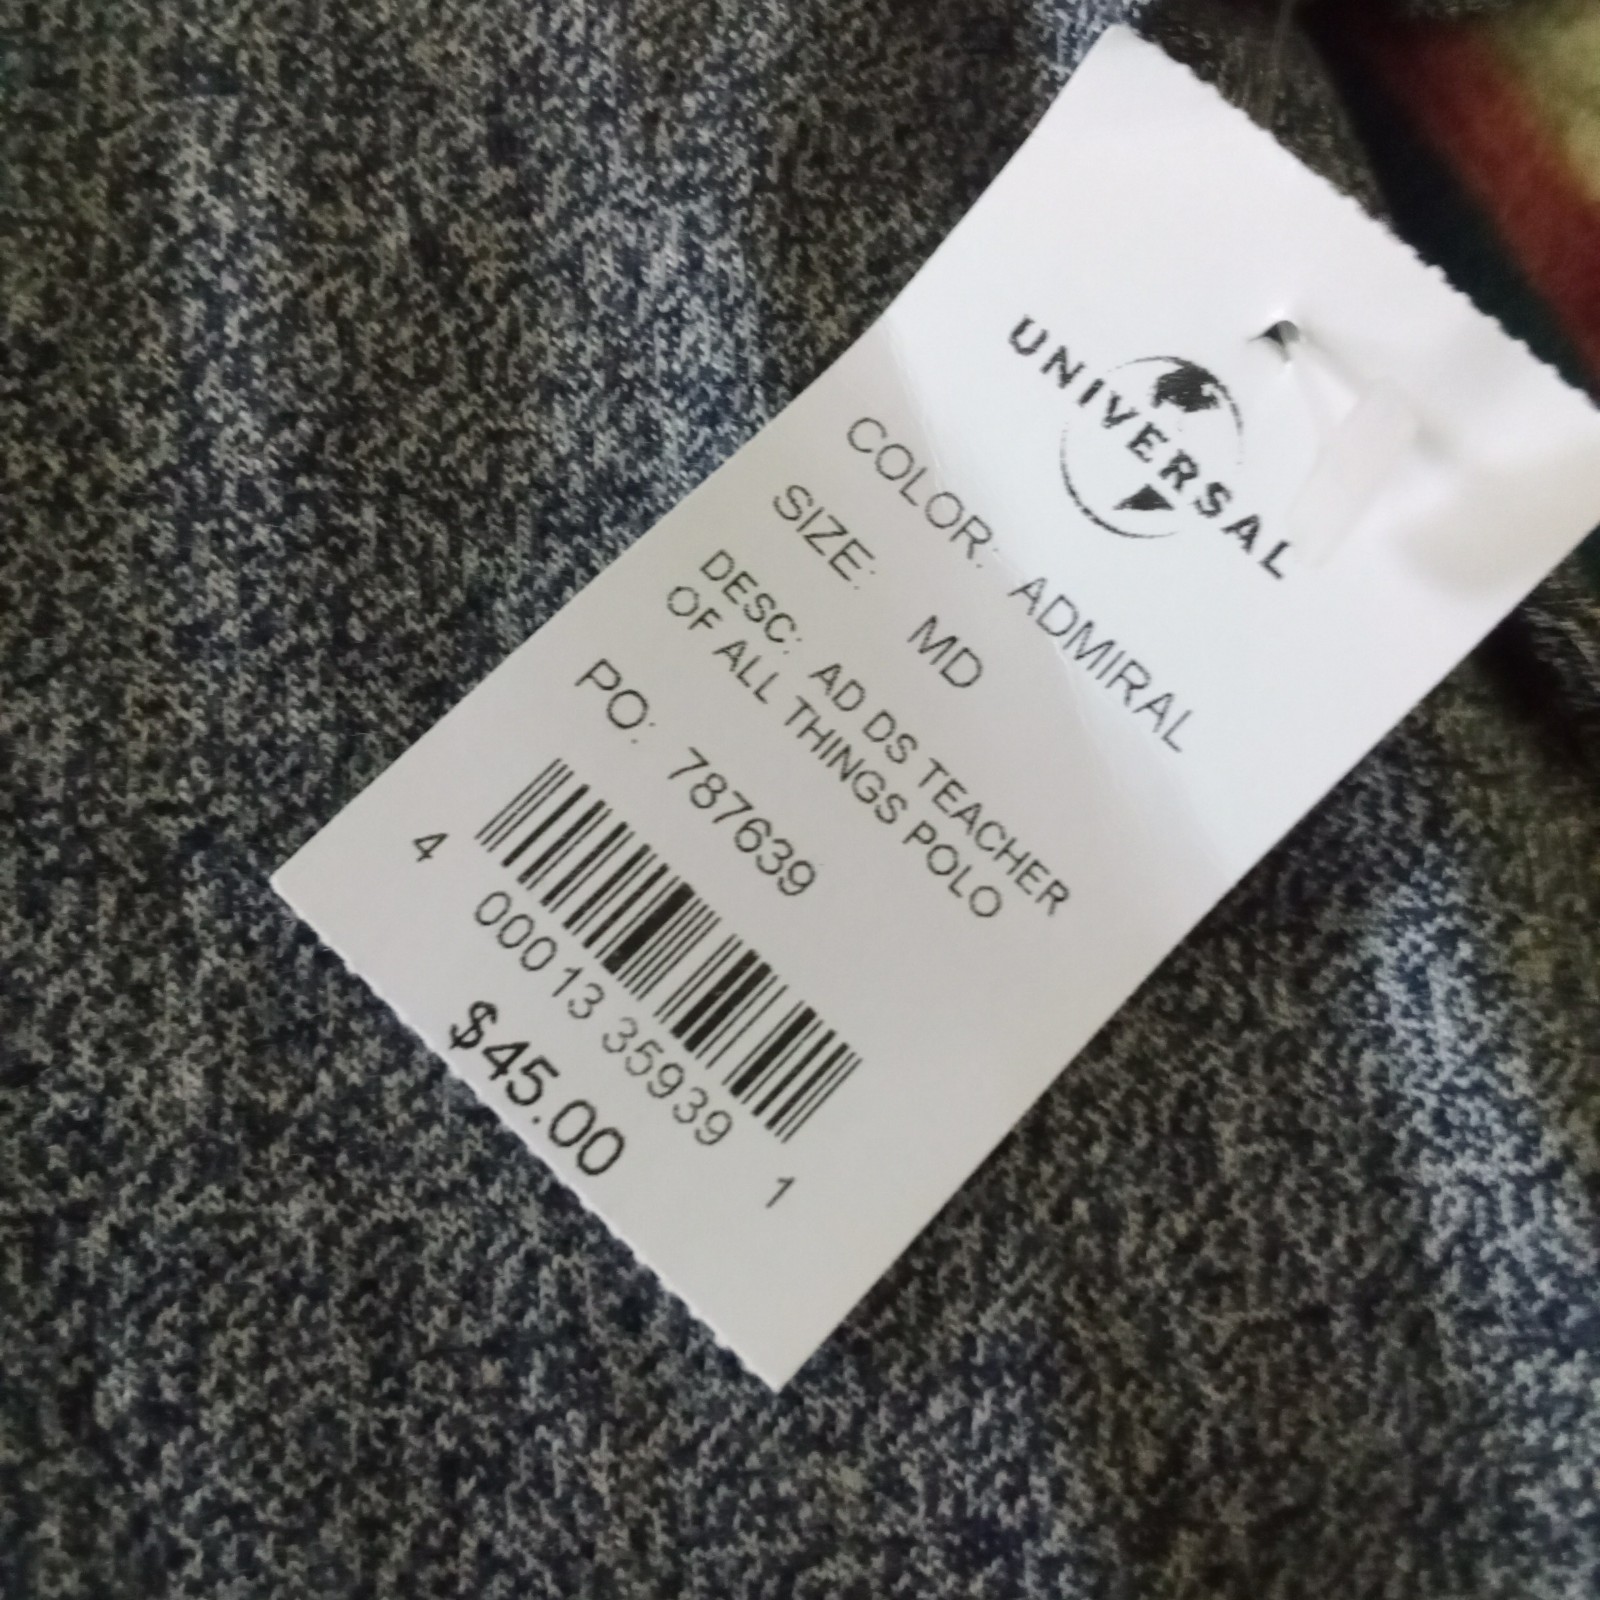 UNIVERSAL
COLOR: ADMIRAL
SIZE: MD
DESC: AD DS TEACHER
OF ALL THINGS POLO
PO: 787639
4 00013 35939 1
$45.00